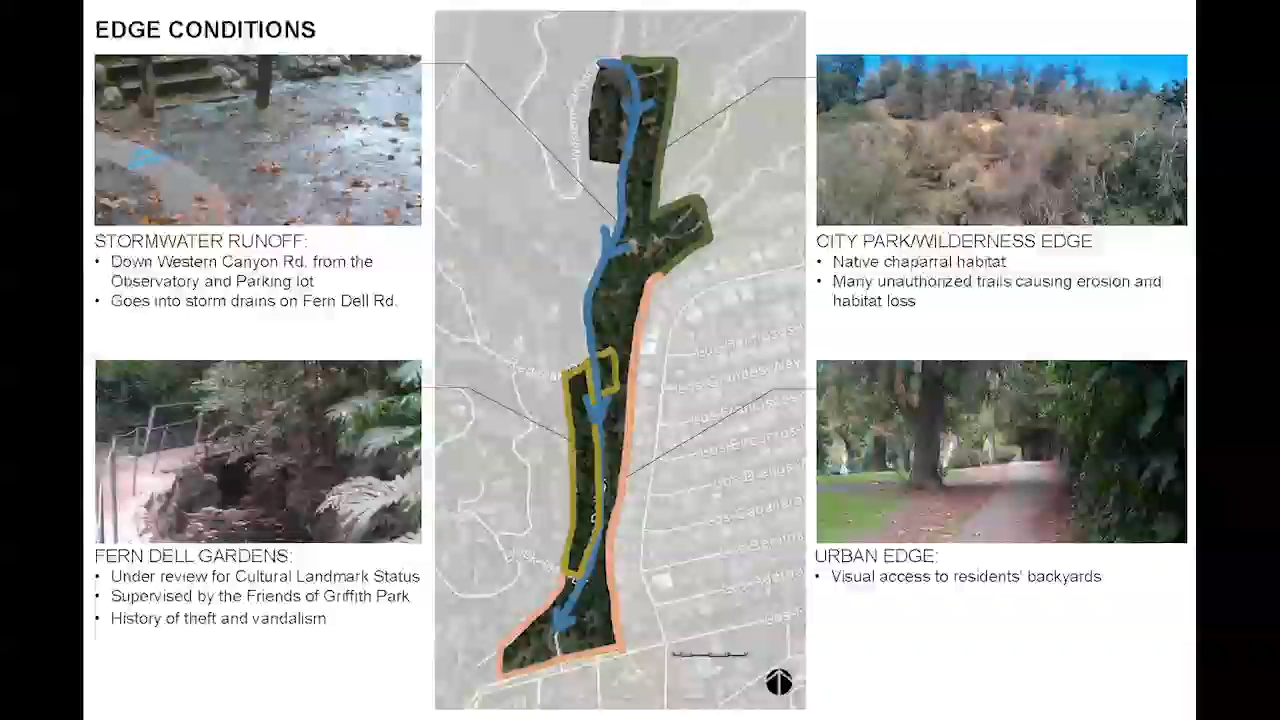 EDGE CONDITIONS
STORMWATER RUNOFF:
• Down Western Canyon Rd. from the
Observatory and Parking lot
• Goes into storm drains on Fern Dell Rd.
CITY PARK/WILDERNESS EDGE
• Native chaparral habitat
• Many unauthorized trails causing erosion and
habitat loss
FERN DELL GARDENS:
• Under review for Cultural Landmark Status
• Supervised by the Friends of Griffith Park
• History of theft and vandalism
URBAN EDGE:
• Visual access to residents' backyards